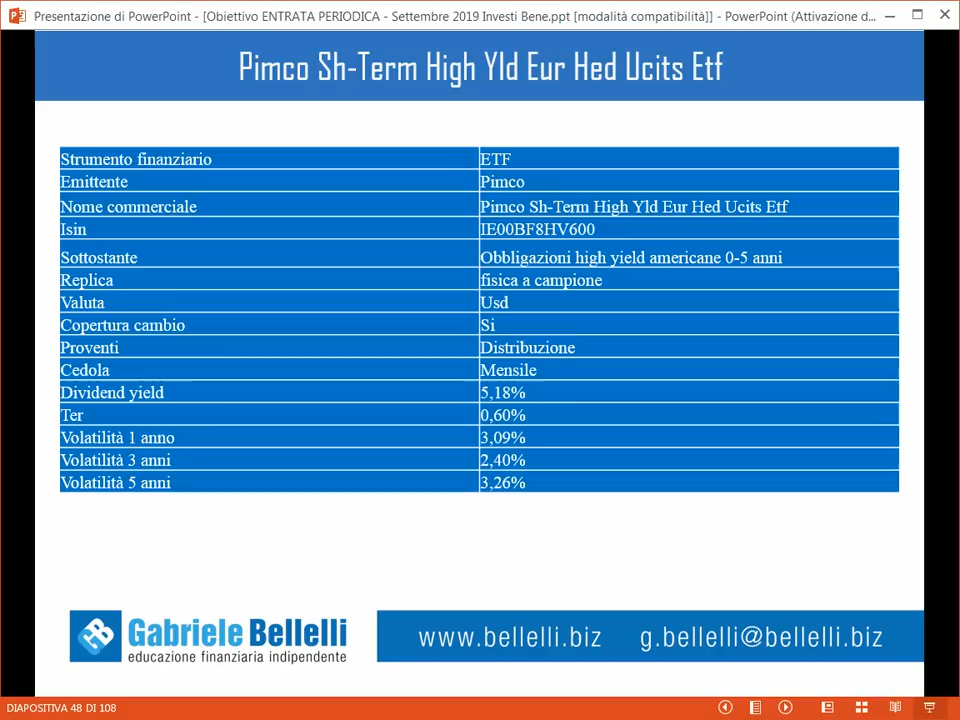 Presentazione di PowerPoint - [Obiettivo ENTRATA PERIODICA - Settembre 2019 Investi Bene.ppt [modalità compatibilità]] - PowerPoint (Attivazione d...
Pimco Sh-Term High Yld Eur Hed Ucits Etf
Strumento finanziario ETF
Emittente Pimco
Nome commerciale Pimco Sh-Term High Yld Eur Hed Ucits Etf
Isin IE00BF8HV600
Sottostante Obbligazioni high yield americane 0-5 anni
Replica fisica a campione
Valuta Usd
Copertura cambio Si
Proventi Distribuzione
Cedola Mensile
Dividend yield 5,18%
Ter 0,60%
Volatilità 1 anno 3,09%
Volatilità 3 anni 2,40%
Volatilità 5 anni 3,26%
GB Gabriele Bellelli
educazione finanziaria indipendente
www.bellelli.biz g.bellelli@bellelli.biz
DIAPOSITIVA 48 DI 108